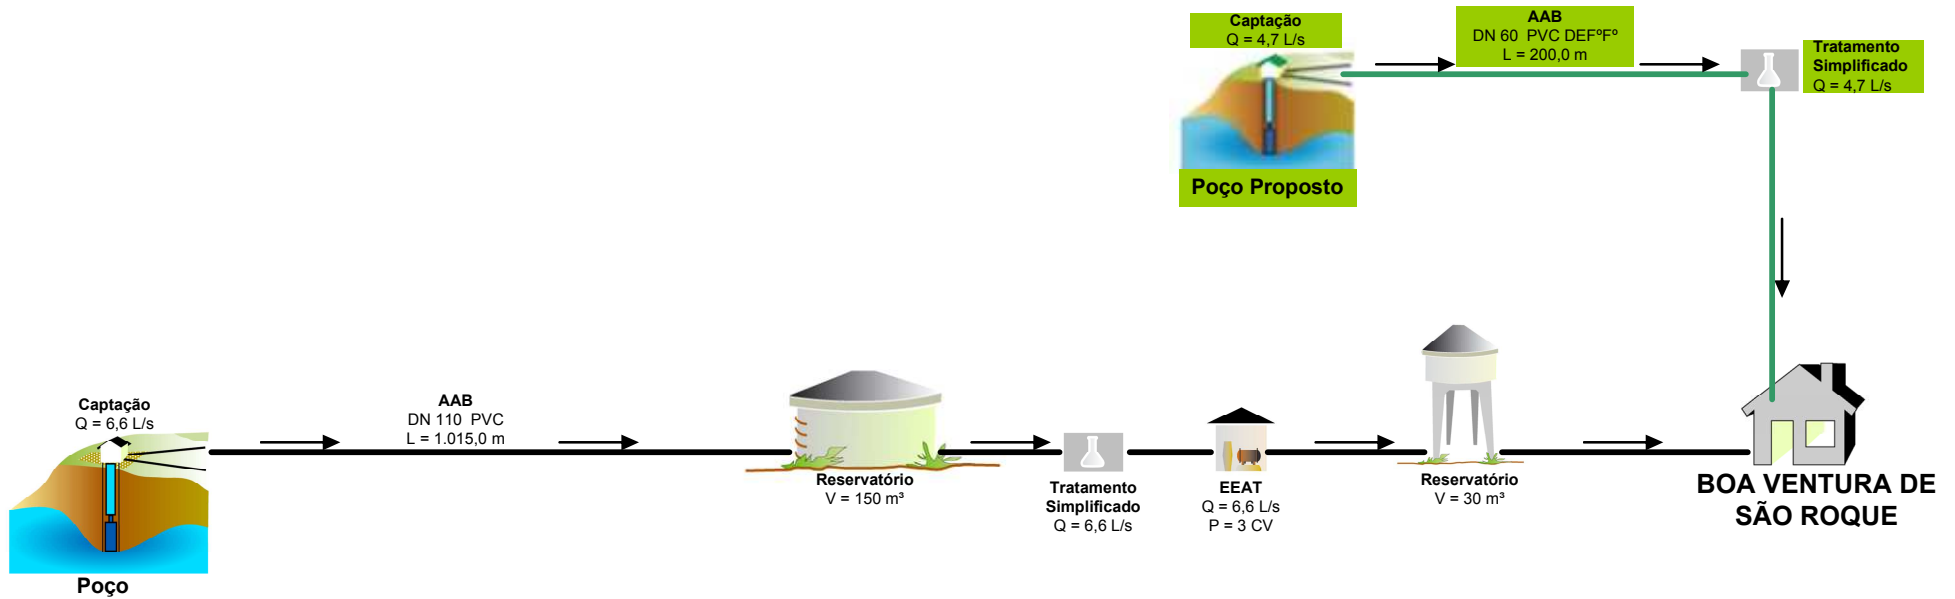 Captação
Q = 4,7 L/s
AAB
DN 60  PVC DEFºFº
L = 200,0 m
Tratamento
Simplificado
Q = 4,7 L/s
Poço Proposto
Captação
Q = 6,6 L/s
AAB
DN 110  PVC
L = 1.015,0 m
Reservatório
V = 150 m³
Tratamento
Simplificado
Q = 6,6 L/s
EEAT
Q = 6,6 L/s
P = 3 CV
Reservatório
V = 30 m³
BOA VENTURA DE
SÃO ROQUE
Poço